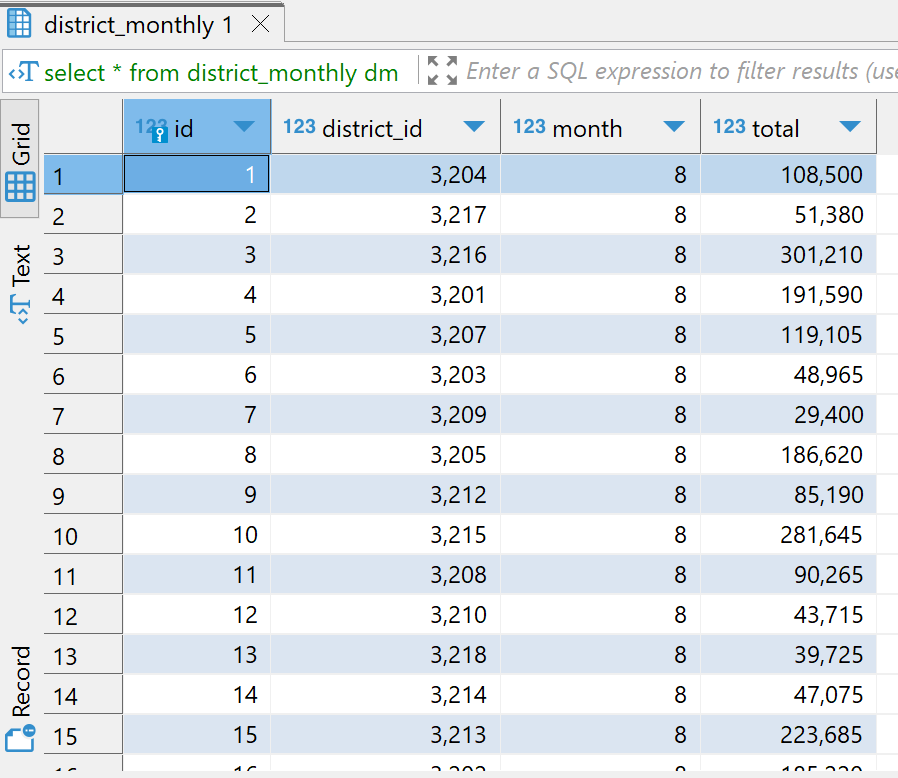 district_monthly 1
select * from district_monthly dm Enter a SQL expression to filter results (use
Grid
Text
Record
123 id 123 district_id 123 month 123 total
1 1 3,204 8 108,500
2 2 3,217 8 51,380
3 3 3,216 8 301,210
4 4 3,201 8 191,590
5 5 3,207 8 119,105
6 6 3,203 8 48,965
7 7 3,209 8 29,400
8 8 3,205 8 186,620
9 9 3,212 8 85,190
10 10 3,215 8 281,645
11 11 3,208 8 90,265
12 12 3,210 8 43,715
13 13 3,218 8 39,725
14 14 3,214 8 47,075
15 15 3,213 8 223,685